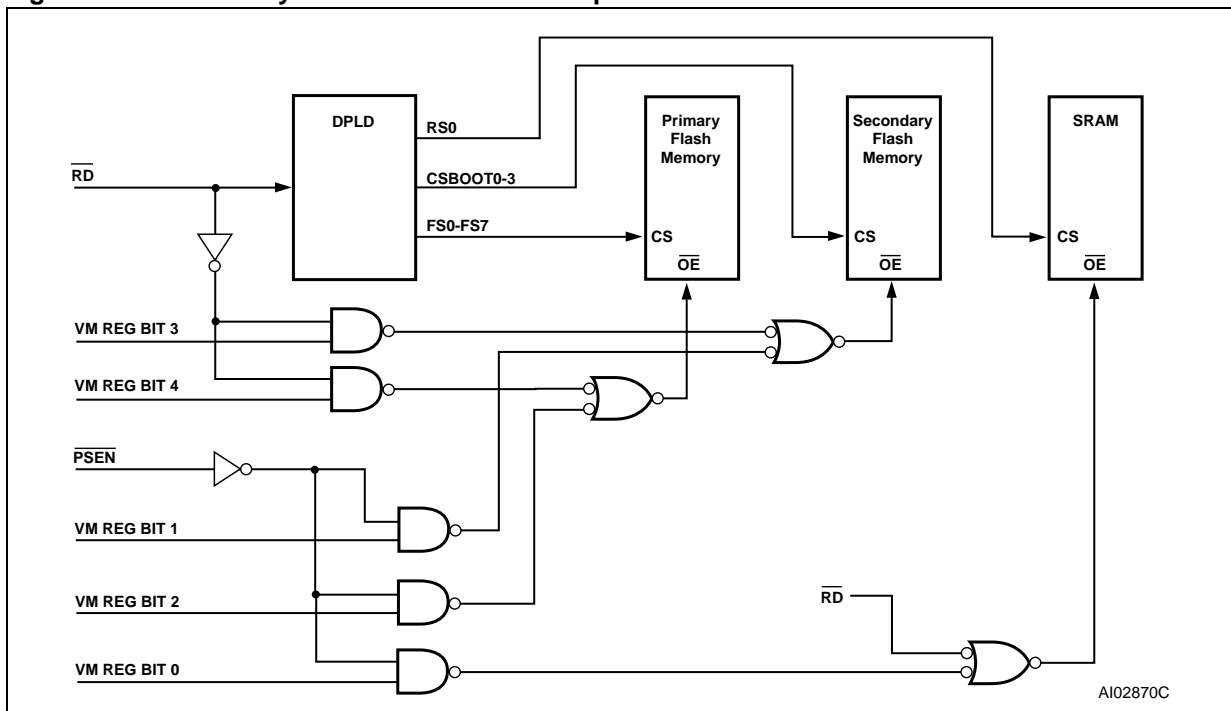 DPLD
RS0
CSBOOT0-3
FS0-FS7
Primary
Flash
Memory
CS
OE
Secondary
Flash
Memory
CS
OE
SRAM
CS
OE
RD
VM REG BIT 3
VM REG BIT 4
PSEN
VM REG BIT 1
VM REG BIT 2
VM REG BIT 0
RD
AI02870C